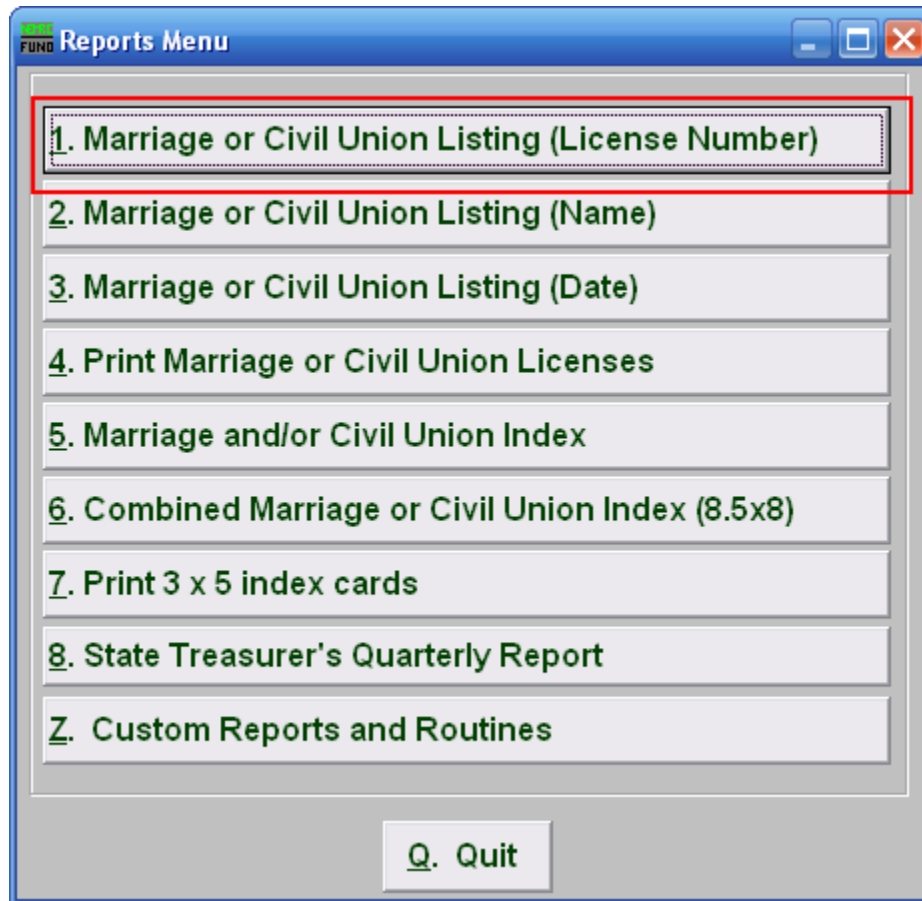 NEMRC
FUND Reports Menu
1. Marriage or Civil Union Listing (License Number)
2. Marriage or Civil Union Listing (Name)
3. Marriage or Civil Union Listing (Date)
4. Print Marriage or Civil Union Licenses
5. Marriage and/or Civil Union Index
6. Combined Marriage or Civil Union Index (8.5x8)
7. Print 3 x 5 index cards
8. State Treasurer's Quarterly Report
Z. Custom Reports and Routines
Q. Quit